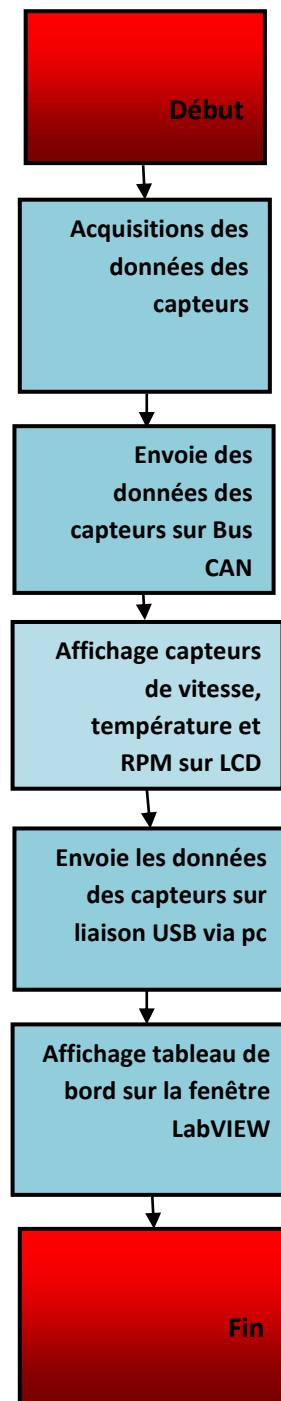 Début
Acquisitions des
données des
capteurs
Envoie des
données des
capteurs sur Bus
CAN
Affichage capteurs
de vitesse,
température et
RPM sur LCD
Envoie les données
des capteurs sur
liaison USB via pc
Affichage tableau de
bord sur la fenêtre
LabVIEW
Fin